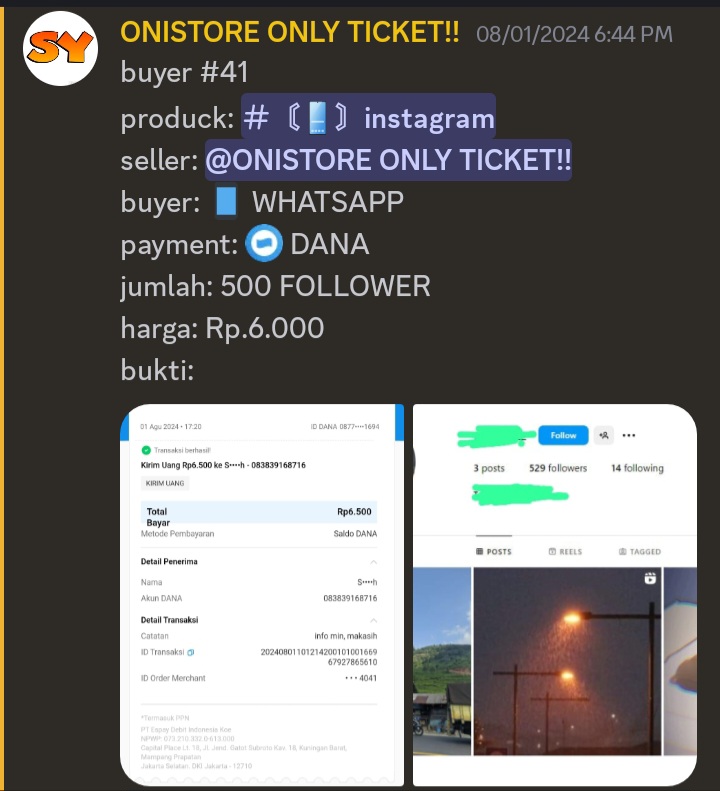 SY
ONISTORE ONLY TICKET!! 08/01/2024 6:44 PM
buyer #41
produck: # 〘📱〙instagram
seller: @ONISTORE ONLY TICKET!!
buyer: WHATSAPP
payment: DANA
jumlah: 500 FOLLOWER
harga: Rp.6.000
bukti:
01 Agu 2024 • 17:20 ID DANA 0877••••1694
Transaksi berhasil!
Kirim Uang Rp6.500 ke S••••h - 083839168716
KIRIM UANG
Total Bayar Rp6.500
Metode Pembayaran Saldo DANA
Detail Penerima
Nama S••••h
Akun DANA 083839168716
Detail Transaksi
Catatan info min, makasih
ID Transaksi 20240801101214200101001669
67927865610
ID Order Merchant • • • 4041
*Termasuk PPN
PT Espay Debit Indonesia Koe
NPWP: 073.210.332.0-613.000
Capital Place Lt. 18, Jl. Jend. Gatot Subroto Kav. 18, Kuningan Barat,
Mampang Prapatan
Jakarta Selatan. DKI Jakarta - 12710
Follow
3 posts 529 followers 14 following
POSTS REELS TAGGED